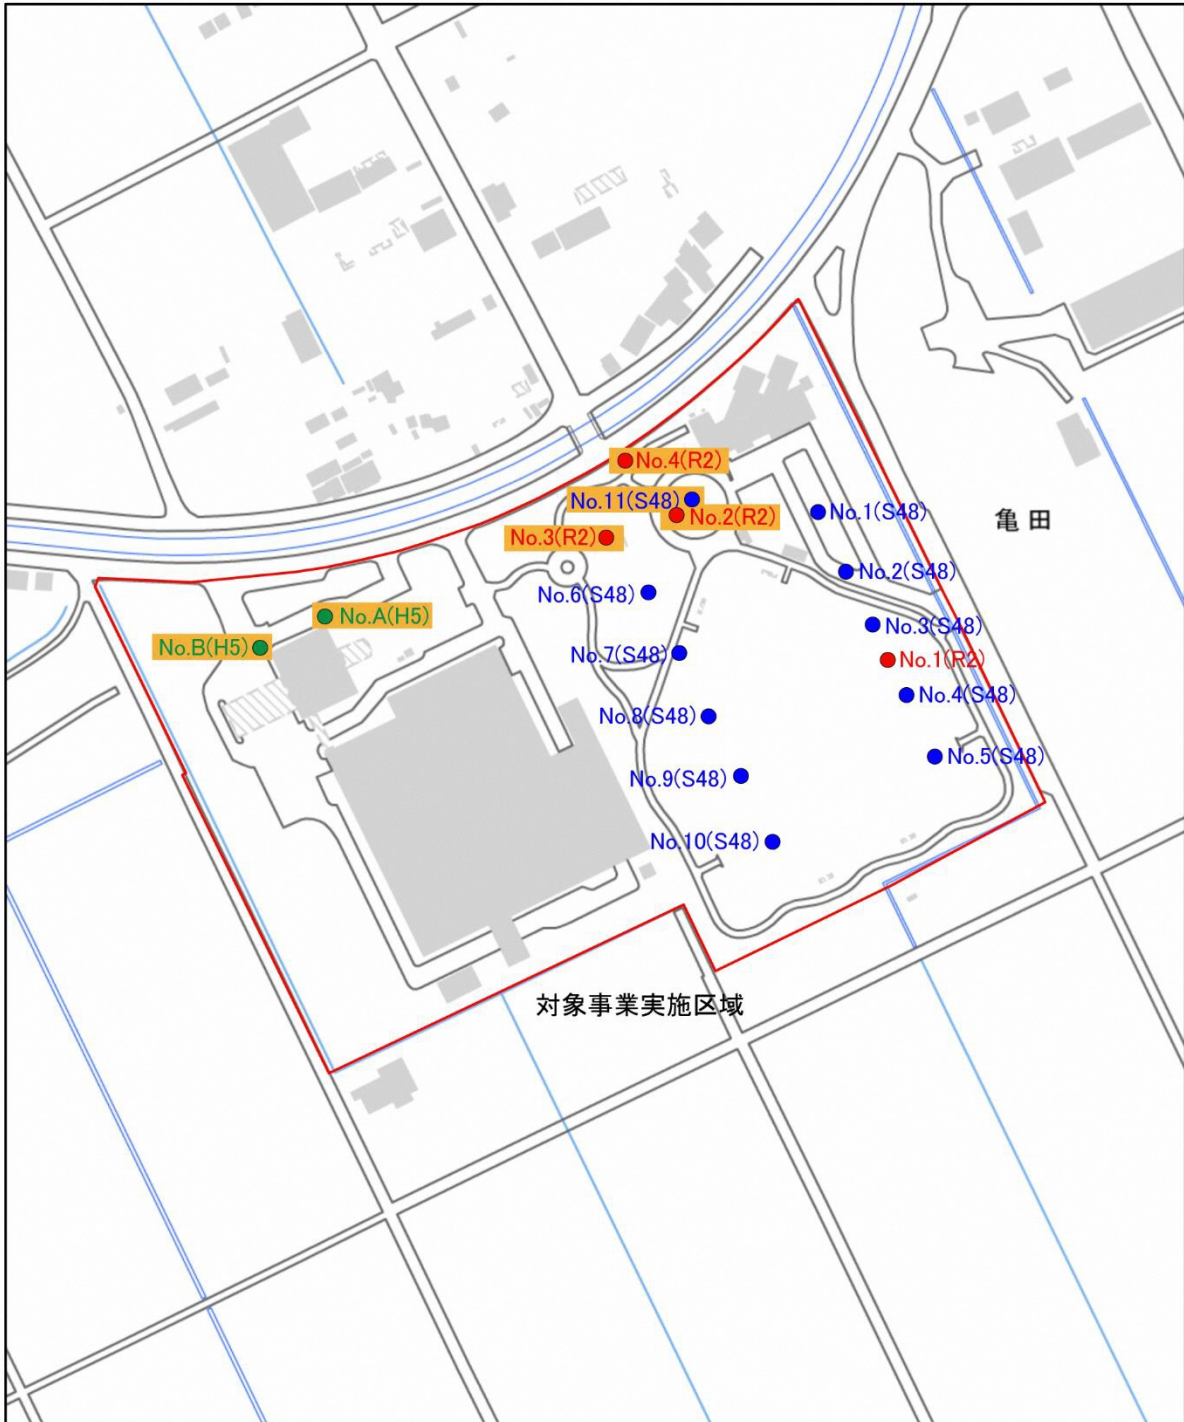 No.4(R2)
No.11(S48)
No.1(S48)
No.2(R2)
亀田
No.3(R2)
No.2(S48)
No.6(S48)
No.A(H5)
No.3(S48)
No.B(H5)
No.7(S48)
No.1(R2)
No.4(S48)
No.8(S48)
No.5(S48)
No.9(S48)
No.10(S48)
対象事業実施区域